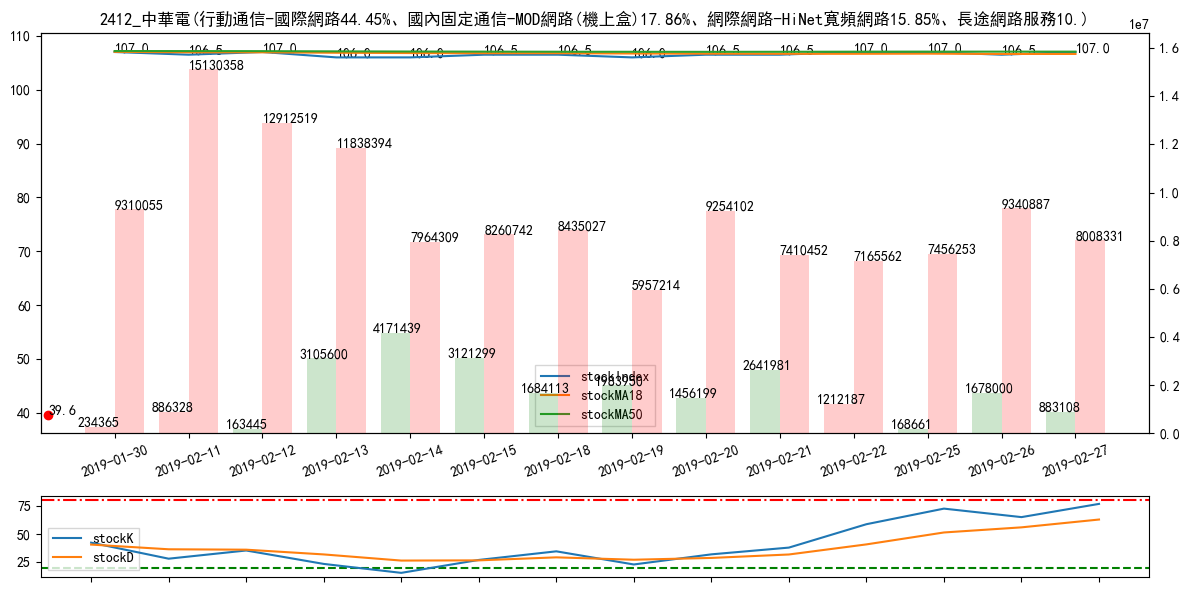 2412_中華電(行動通信-國際網路44.45%、國內固定通信-MOD網路(機上盒)17.86%、網際網路-HiNet寬頻網路15.85%、長途網路服務10.)
1e7
110
100
90
80
70
60
50
40
1.6
1.4
1.2
1.0
0.8
0.6
0.4
0.2
0.0
107.0 106.5 107.0 106.0 106.0 106.5 106.5 106.0 106.5 106.5 107.0 107.0 106.5 107.0
9310055 15130358 12912519 11838394 7964309 8260742 8435027 5957214 9254102 7410452 7165562 7456253 9340887 8008331
234365 886328 163445 3105600 4171439 3121299 1684113 1983950 1456199 2641981 1212187 168661 1678000 883108
39.6
stockIndex
stockMA18
stockMA50
2019-01-30 2019-02-11 2019-02-12 2019-02-13 2019-02-14 2019-02-15 2019-02-18 2019-02-19 2019-02-20 2019-02-21 2019-02-22 2019-02-25 2019-02-26 2019-02-27
75
50
25
stockK
stockD